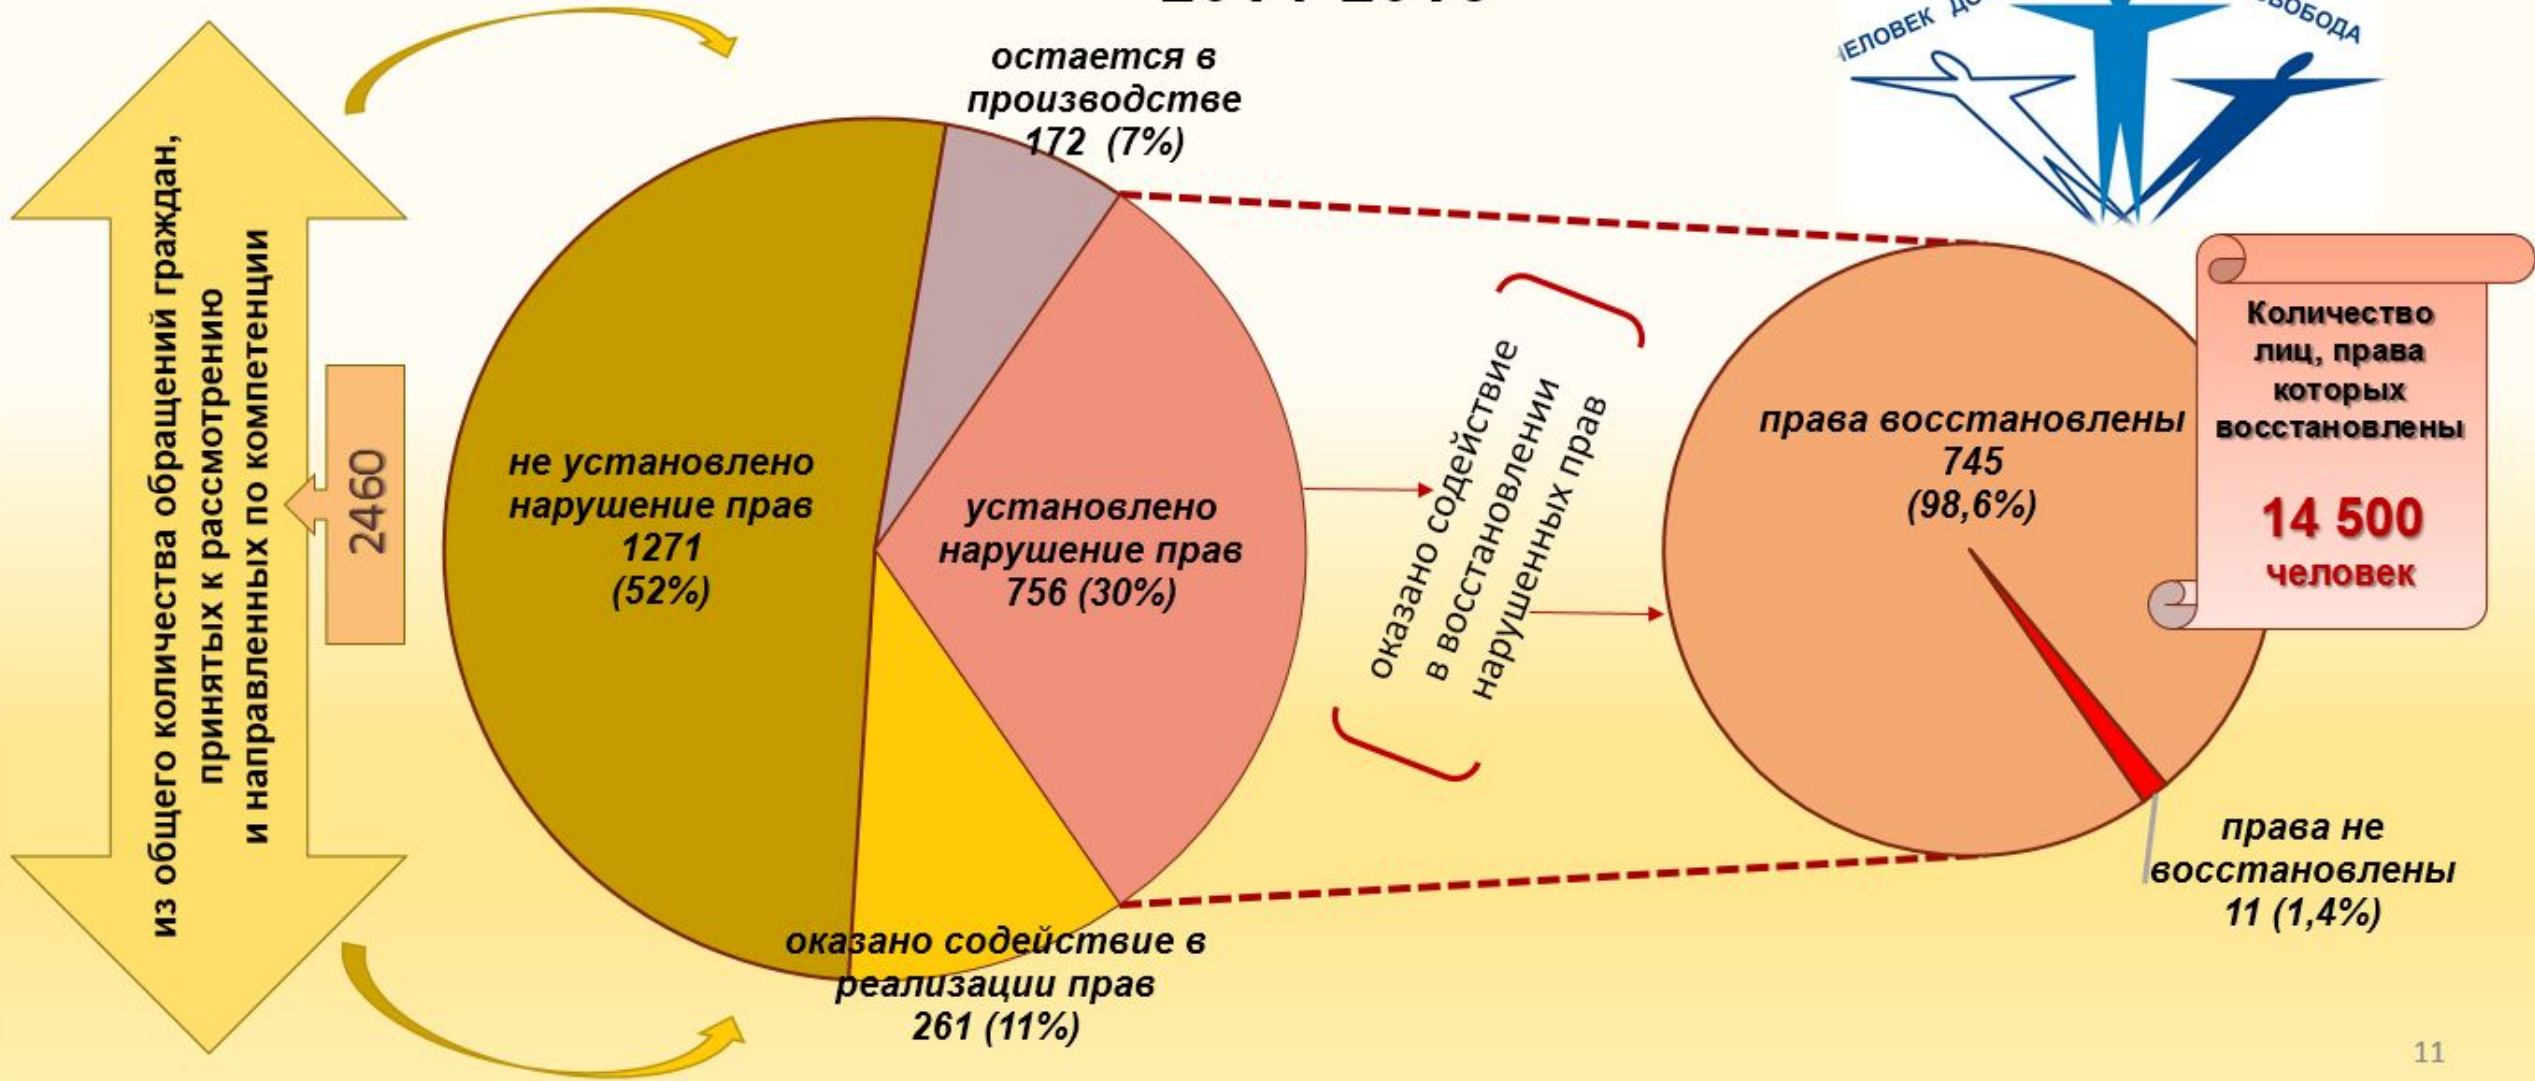 остается в
производстве
172 (7%)
из общего количества обращений граждан,
принятых к рассмотрению
и направленных по компетенции
2460
не установлено
нарушение прав
1271
(52%)
установлено
нарушение прав
756 (30%)
оказано содействие в
реализации прав
261 (11%)
оказано содействие
в восстановлении
нарушенных прав
права восстановлены
745
(98,6%)
Количество
лиц, права
которых
восстановлены
14 500
человек
права не
восстановлены
11 (1,4%)
11